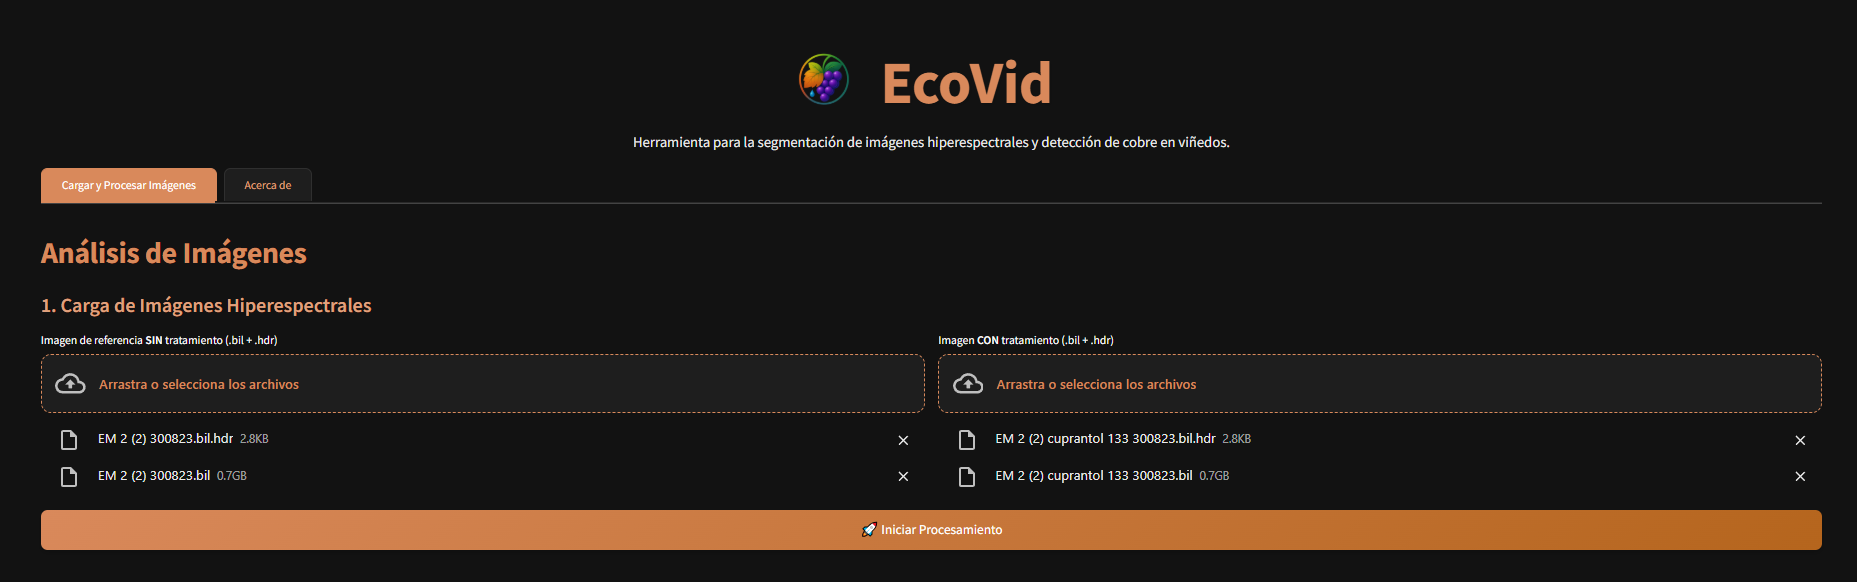 EcoVid
Herramienta para la segmentación de imágenes hiperespectrales y detección de cobre en viñedos.
Cargar y Procesar Imágenes
Acerca de
Análisis de Imágenes
1. Carga de Imágenes Hiperespectrales
Imagen de referencia SIN tratamiento (.bil + .hdr)
Arrastra o selecciona los archivos
EM 2 (2) 300823.bil.hdr 2.8KB
EM 2 (2) 300823.bil 0.7GB
Imagen CON tratamiento (.bil + .hdr)
Arrastra o selecciona los archivos
EM 2 (2) cuprantol 133 300823.bil.hdr 2.8KB
EM 2 (2) cuprantol 133 300823.bil 0.7GB
🚀 Iniciar Procesamiento